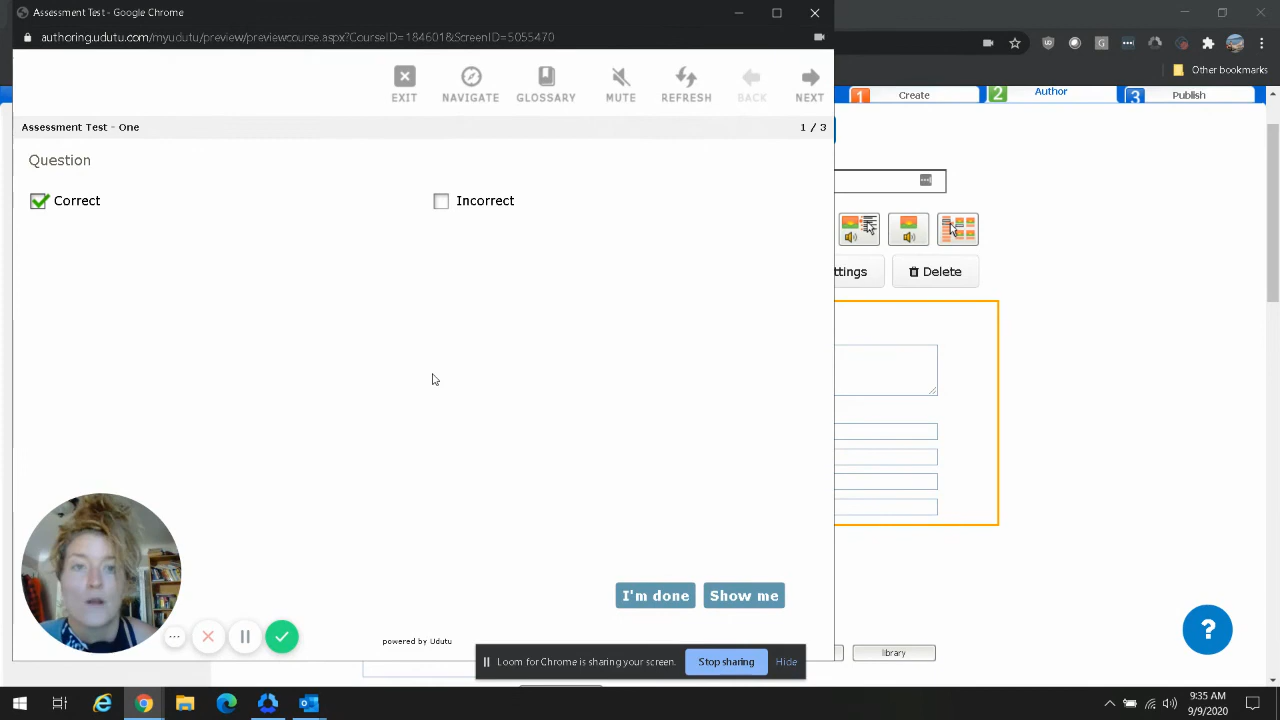 Assessment Test - Google Chrome
authoring.udutu.com/myudutu/preview/previewcourse.aspx?CourseID=184601&ScreenID=5055470
Other bookmarks
EXIT
NAVIGATE
GLOSSARY
MUTE
REFRESH
BACK
NEXT
1 Create
2 Author
3 Publish
Assessment Test - One
1 / 3
Question
Correct
Incorrect
ttings
Delete
I'm done
Show me
powered by Udutu
Loom for Chrome is sharing your screen.
Stop sharing
Hide
library
?
9:35 AM
9/9/2020